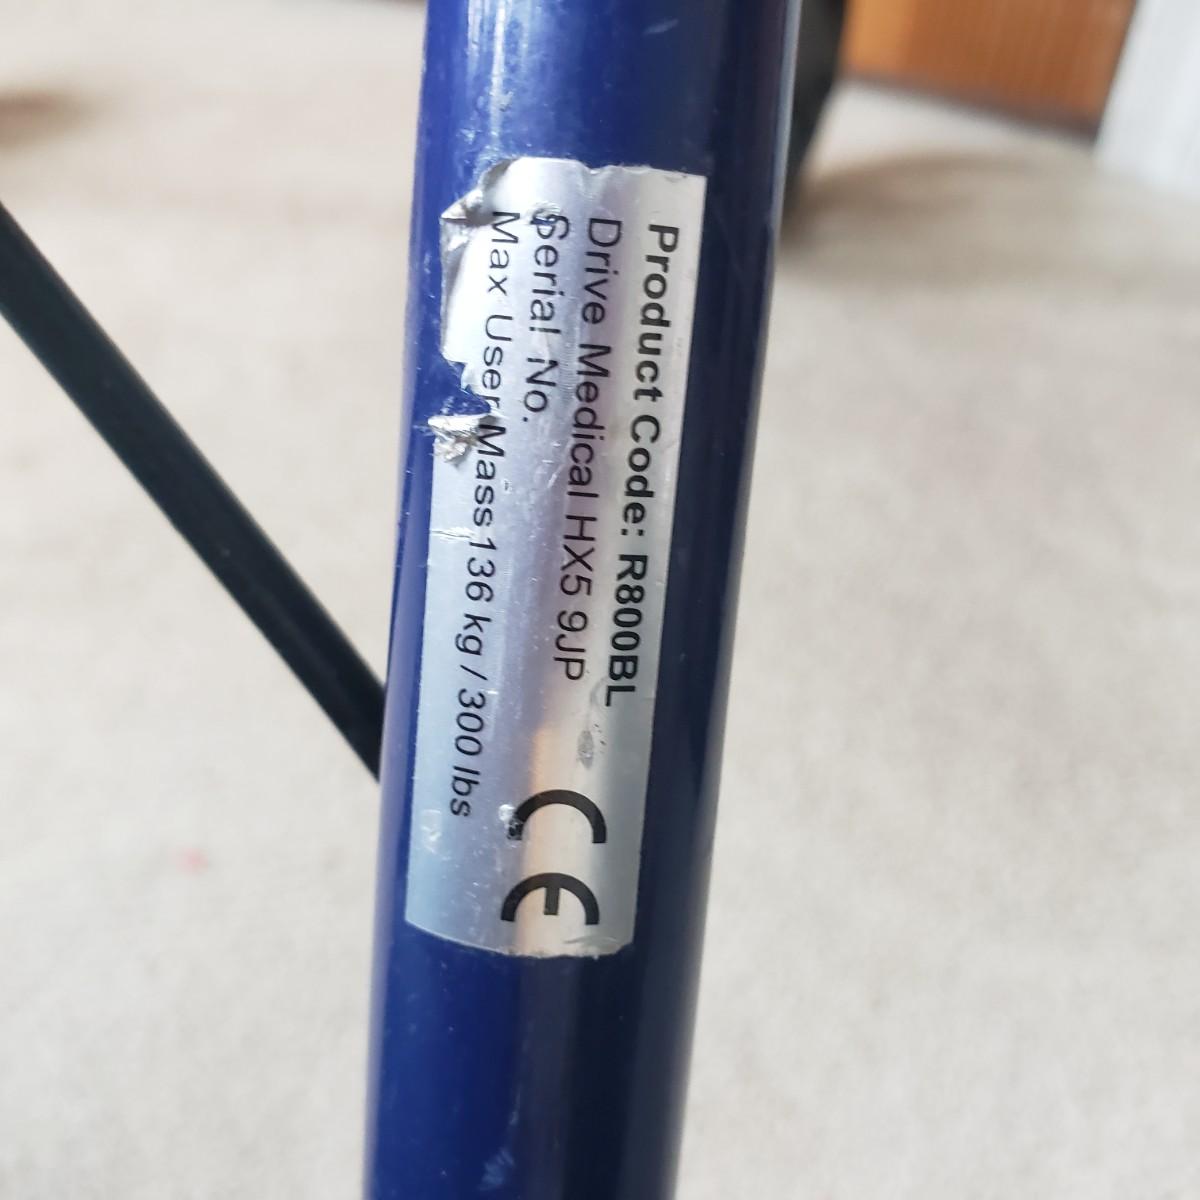 Product Code: R800BL
Drive Medical HX5 9JP
Serial No.
Max User Mass 136 kg / 300 lbs
CE